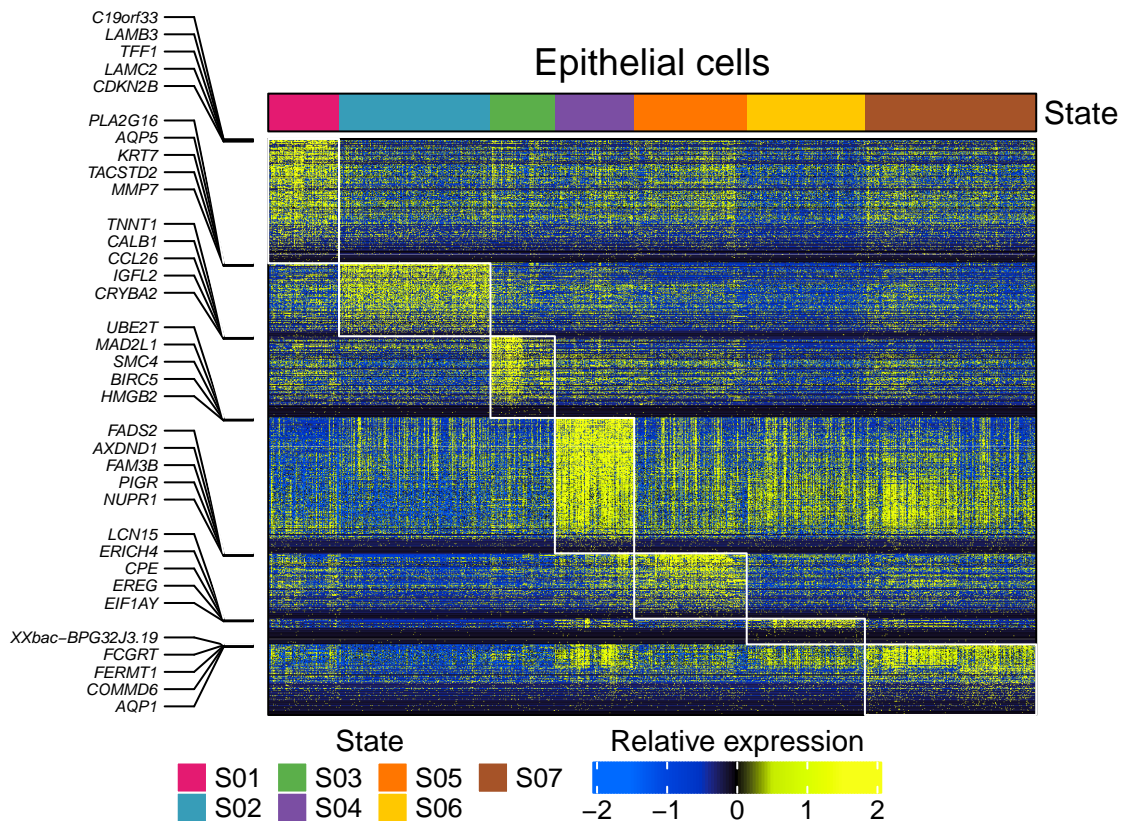 Epithelial cells
State
C19orf33
LAMB3
TFF1
LAMC2
CDKN2B
PLA2G16
AQP5
KRT7
TACSTD2
MMP7
TNNT1
CALB1
CCL26
IGFL2
CRYBA2
UBE2T
MAD2L1
SMC4
BIRC5
HMGB2
FADS2
AXDND1
FAM3B
PIGR
NUPR1
LCN15
ERICH4
CPE
EREG
EIF1AY
XXbac−BPG32J3.19
FCGRT
FERMT1
COMMD6
AQP1
State
S01 S03 S05 S07
S02 S04 S06
Relative expression
−2 −1 0 1 2